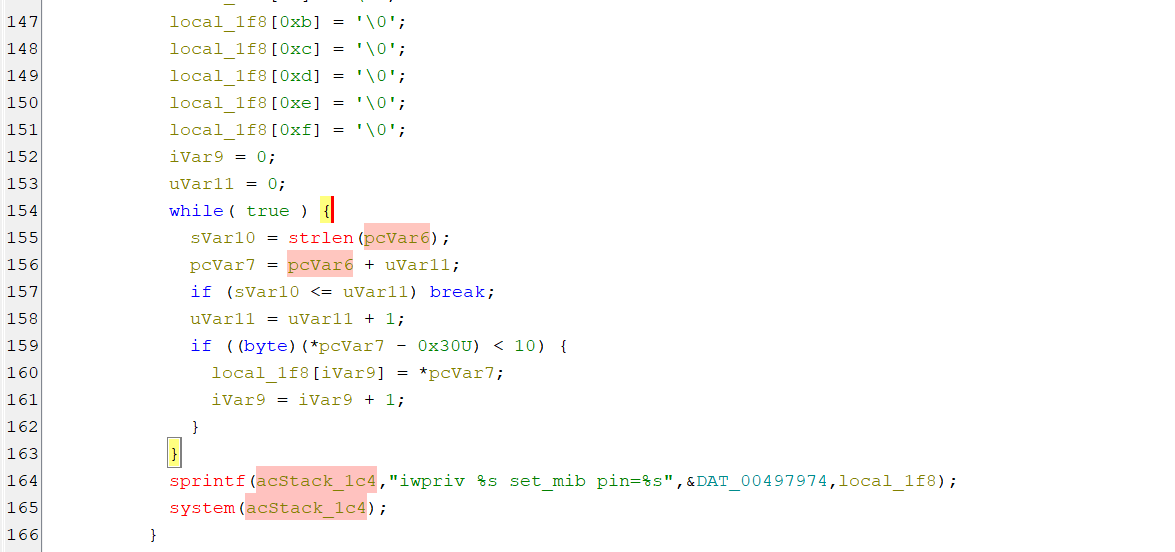 147 local_1f8[0xb] = '\0';
148 local_1f8[0xc] = '\0';
149 local_1f8[0xd] = '\0';
150 local_1f8[0xe] = '\0';
151 local_1f8[0xf] = '\0';
152 iVar9 = 0;
153 uVar11 = 0;
154 while( true ) {
155 sVar10 = strlen(pcVar6);
156 pcVar7 = pcVar6 + uVar11;
157 if (sVar10 <= uVar11) break;
158 uVar11 = uVar11 + 1;
159 if ((byte)(*pcVar7 - 0x30U) < 10) {
160 local_1f8[iVar9] = *pcVar7;
161 iVar9 = iVar9 + 1;
162 }
163 }
164 sprintf(acStack_1c4,"iwpriv %s set_mib pin=%s",&DAT_00497974,local_1f8);
165 system(acStack_1c4);
166 }